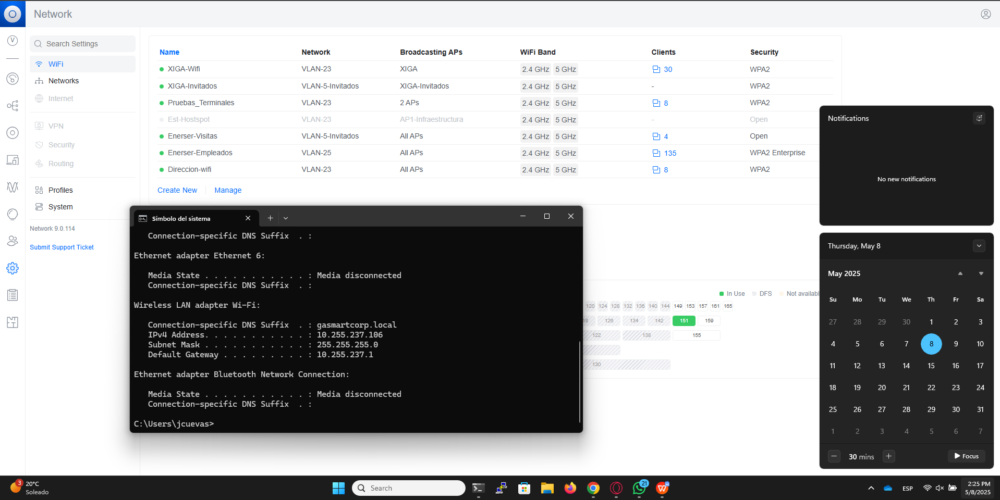 Network
Search Settings
WiFi
Networks
Internet
VPN
Security
Routing
Profiles
System
Network 9.0.114
Submit Support Ticket
Name Network Broadcasting APs WiFi Band Clients Security
XIGA-Wifi VLAN-23 XIGA 2.4 GHz 5 GHz 30 WPA2
XIGA-Invitados VLAN-5-Invitados XIGA-Invitados 2.4 GHz 5 GHz - WPA2
Pruebas_Terminales VLAN-23 2 APs 2.4 GHz 5 GHz 8 WPA2
Est-Hostspot VLAN-23 AP1-Infraestructura 2.4 GHz 5 GHz - Open
Enerser-Visitas VLAN-5-Invitados All APs 2.4 GHz 5 GHz 4 Open
Enerser-Empleados VLAN-25 All APs 2.4 GHz 5 GHz 135 WPA2 Enterprise
Direccion-wifi VLAN-23 All APs 2.4 GHz 5 GHz 8 WPA2
Create New Manage
Símbolo del sistema
Connection-specific DNS Suffix . :
Ethernet adapter Ethernet 6:
Media State . . . . . . . . . . . : Media disconnected
Connection-specific DNS Suffix . :
Wireless LAN adapter Wi-Fi:
Connection-specific DNS Suffix . : gasmartcorp.local
IPv4 Address. . . . . . . . . . . : 10.255.237.106
Subnet Mask . . . . . . . . . . . : 255.255.255.0
Default Gateway . . . . . . . . . : 10.255.237.1
Ethernet adapter Bluetooth Network Connection:
Media State . . . . . . . . . . . : Media disconnected
Connection-specific DNS Suffix . :
C:\Users\jcuevas>
In Use DFS Not availabl
120 124 128 132 136 140 144 149 153 157 161 165
18 126 134 142 151 159
122 138 155
130
Notifications
No new notifications
Thursday, May 8
May 2025
Su Mo Tu We Th Fr Sa
27 28 29 30 1 2 3
4 5 6 7 8 9 10
11 12 13 14 15 16 17
18 19 20 21 22 23 24
25 26 27 28 29 30 31
1 2 3 4 5 6 7
30 mins Focus
3
20°C
Soleado
Search
21
ESP
2:25 PM
5/8/2025